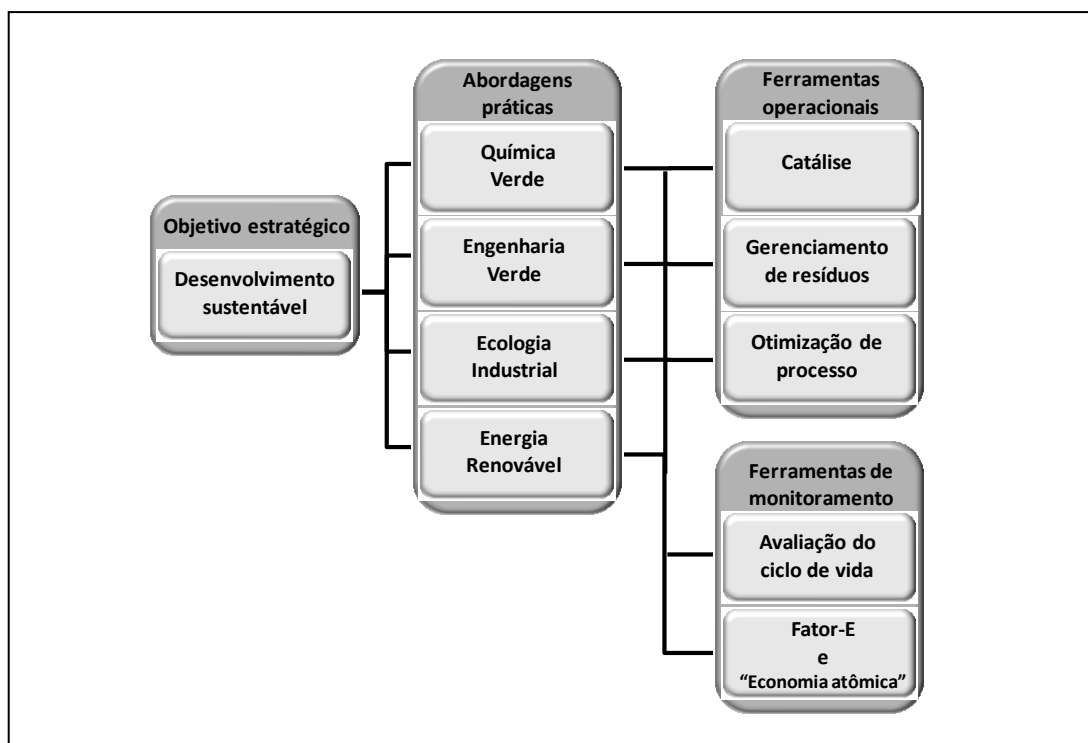 Objetivo estratégico
Desenvolvimento
sustentável
Abordagens
práticas
Química
Verde
Engenharia
Verde
Ecologia
Industrial
Energia
Renovável
Ferramentas
operacionais
Catálise
Gerenciamento
de resíduos
Otimização de
processo
Ferramentas de
monitoramento
Avaliação do
ciclo de vida
Fator-E
e
“Economia atômica”